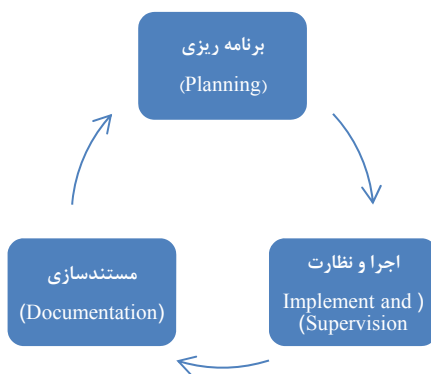 برنامه ریزی
(Planning)
اجرا و نظارت
Implement and )
(Supervision
مستندسازی
(Documentation)